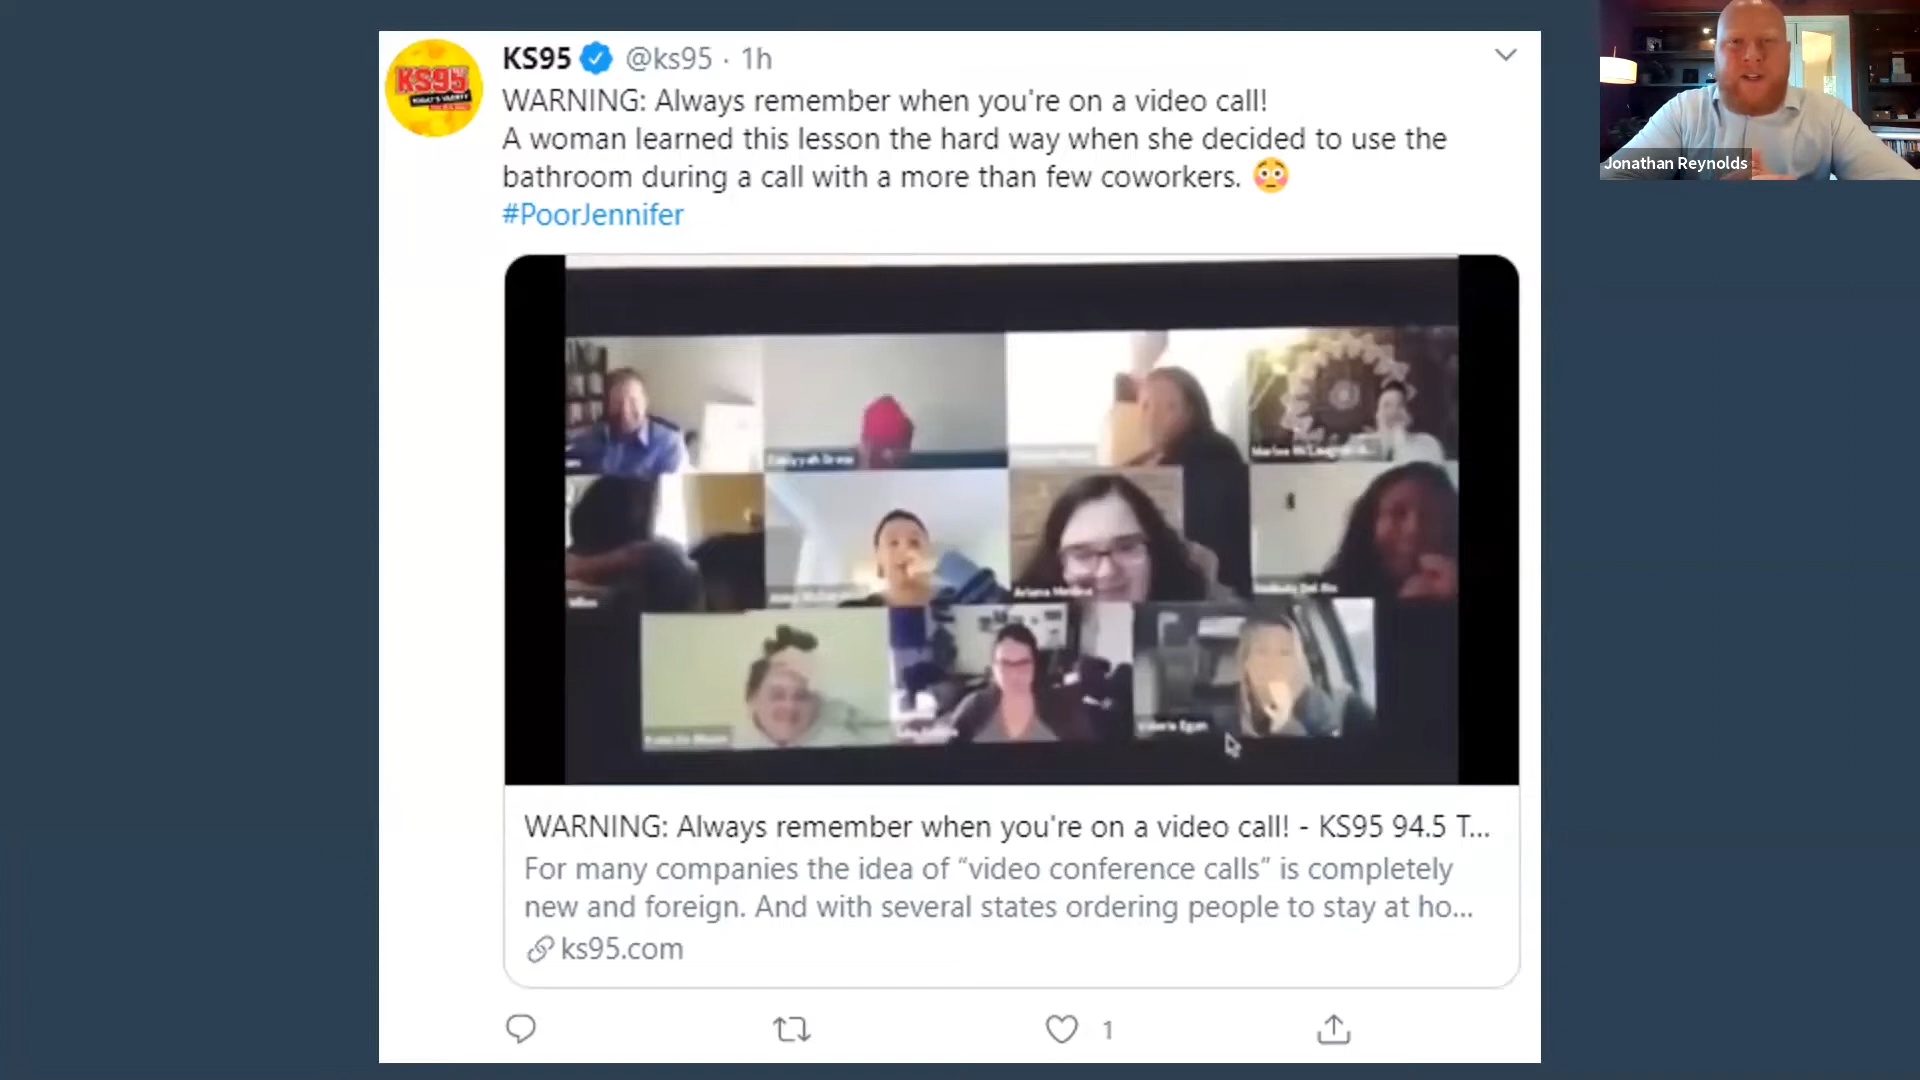 KS95 @ks95 · 1h
WARNING: Always remember when you're on a video call!
A woman learned this lesson the hard way when she decided to use the
bathroom during a call with a more than few coworkers. 😳
#PoorJennifer
KS95
Jonathan Reynolds
Ariana Medina
WARNING: Always remember when you're on a video call! - KS95 94.5 T...
For many companies the idea of “video conference calls” is completely
new and foreign. And with several states ordering people to stay at ho...
ks95.com
1